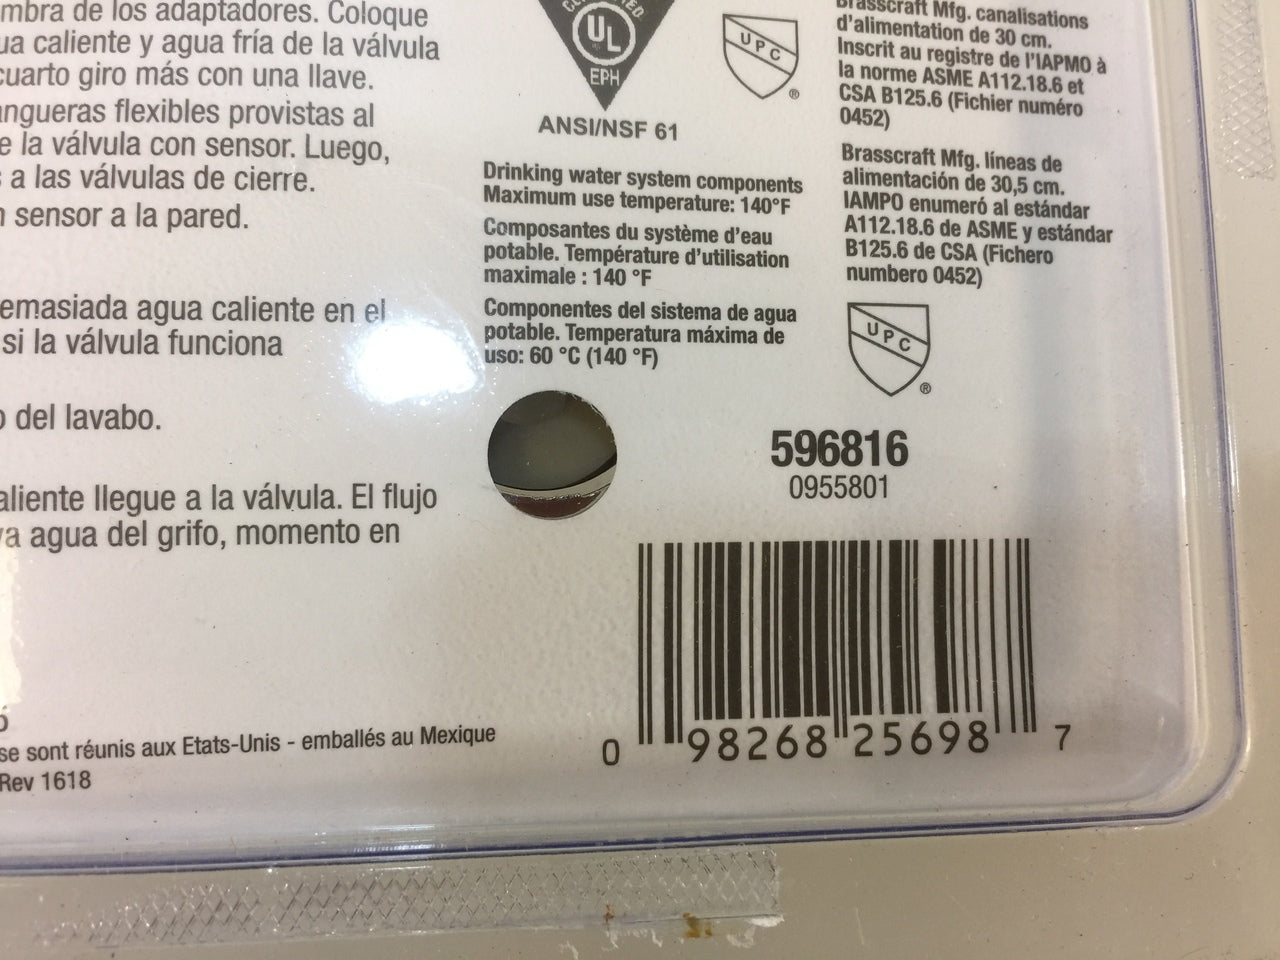 mbra de los adaptadores. Coloque
ua caliente y agua fría de la válvula
cuarto giro más con una llave.
angueras flexibles provistas al
e la válvula con sensor. Luego,
a las válvulas de cierre.
n sensor a la pared.
emasiada agua caliente en el
si la válvula funciona
o del lavabo.
aliente llegue a la válvula. El flujo
ya agua del grifo, momento en
se sont réunis aux Etats-Unis - emballés au Mexique
Rev 1618
UL
EPH
ANSI/NSF 61
Drinking water system components
Maximum use temperature: 140°F
Composantes du système d'eau
potable. Température d'utilisation
maximale : 140 °F
Componentes del sistema de agua
potable. Temperatura máxima de
uso: 60 °C (140 °F)
UPC
®
Brasscraft Mfg. canalisations
d'alimentation de 30 cm.
Inscrit au registre de l'IAPMO à
la norme ASME A112.18.6 et
CSA B125.6 (Fichier numéro
0452)
Brasscraft Mfg. líneas de
alimentación de 30,5 cm.
IAMPO enumeró al estándar
A112.18.6 de ASME y estándar
B125.6 de CSA (Fichero
numbero 0452)
UPC
®
596816
0955801
0 98268 25698 7